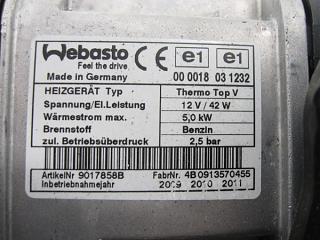 Webasto CE e1 e1
Feel the drive
Made in Germany 00 0018 03 1232
HEIZGERÄT Typ Thermo Top V
Spannung/El.Leistung 12 V / 42 W
Wärmestrom max. 5,0 kW
Brennstoff Benzin
zul. Betriebsüberdruck 2,5 bar
ArtikelNr 9017858B FabrNr. 4B0913570455
Inbetriebnahmejahr 2009 2010 2011